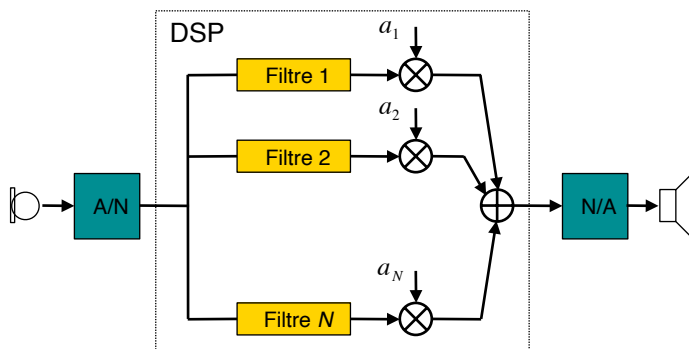 DSP
a1
Filtre 1
a2
Filtre 2
A/N
N/A
aN
Filtre N